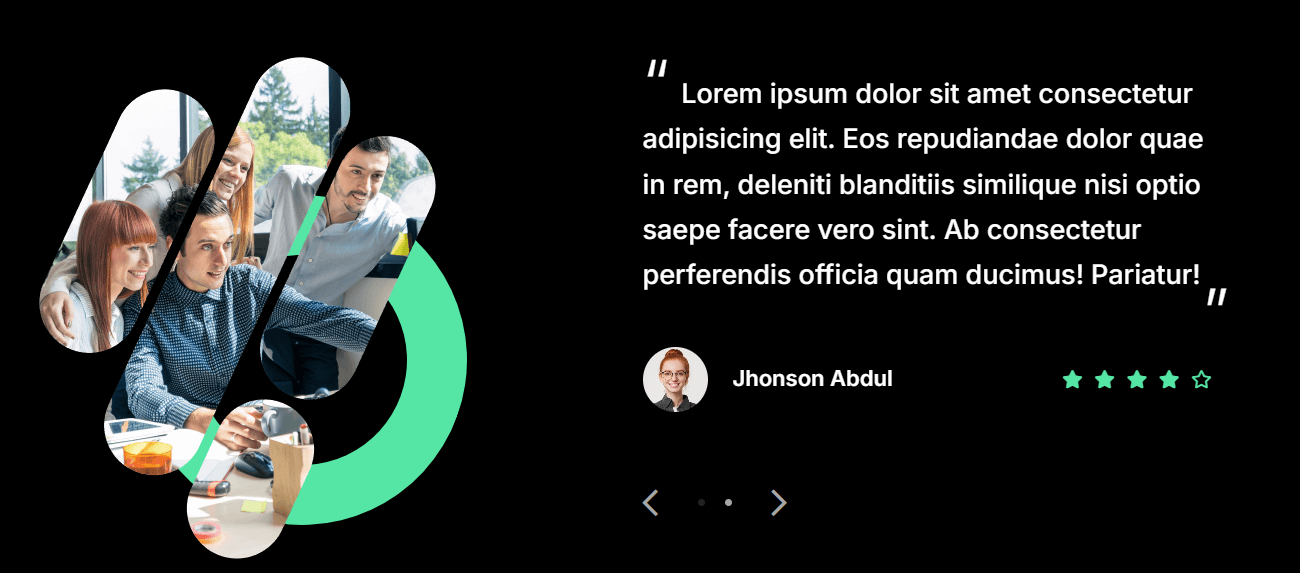 " Lorem ipsum dolor sit amet consectetur
adipisicing elit. Eos repudiandae dolor quae
in rem, deleniti blanditiis similique nisi optio
saepe facere vero sint. Ab consectetur
perferendis officia quam ducimus! Pariatur! "
Jhonson Abdul